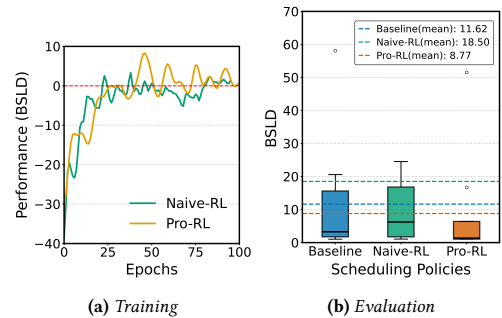 Performance (BSLD)
10
0
−10
−20
−30
−40
0 25 50 75 100
Epochs
Naive-RL
Pro-RL
(a) Training
BSLD
70
60
50
40
30
20
10
0
Baseline(mean): 11.62
Naive-RL(mean): 18.50
Pro-RL(mean): 8.77
Baseline Naive-RL Pro-RL
Scheduling Policies
(b) Evaluation